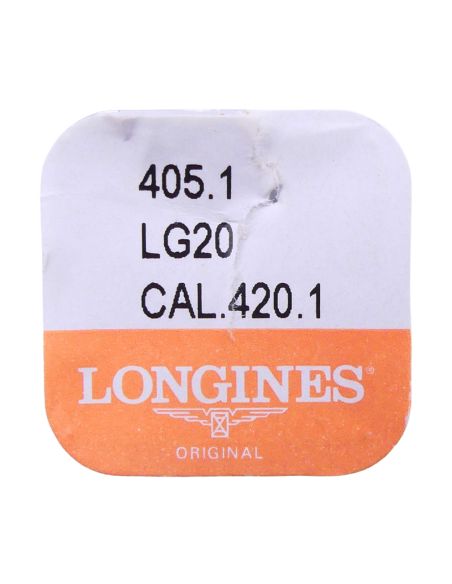 405.1
LG20
CAL.420.1
LONGINES®
ORIGINAL